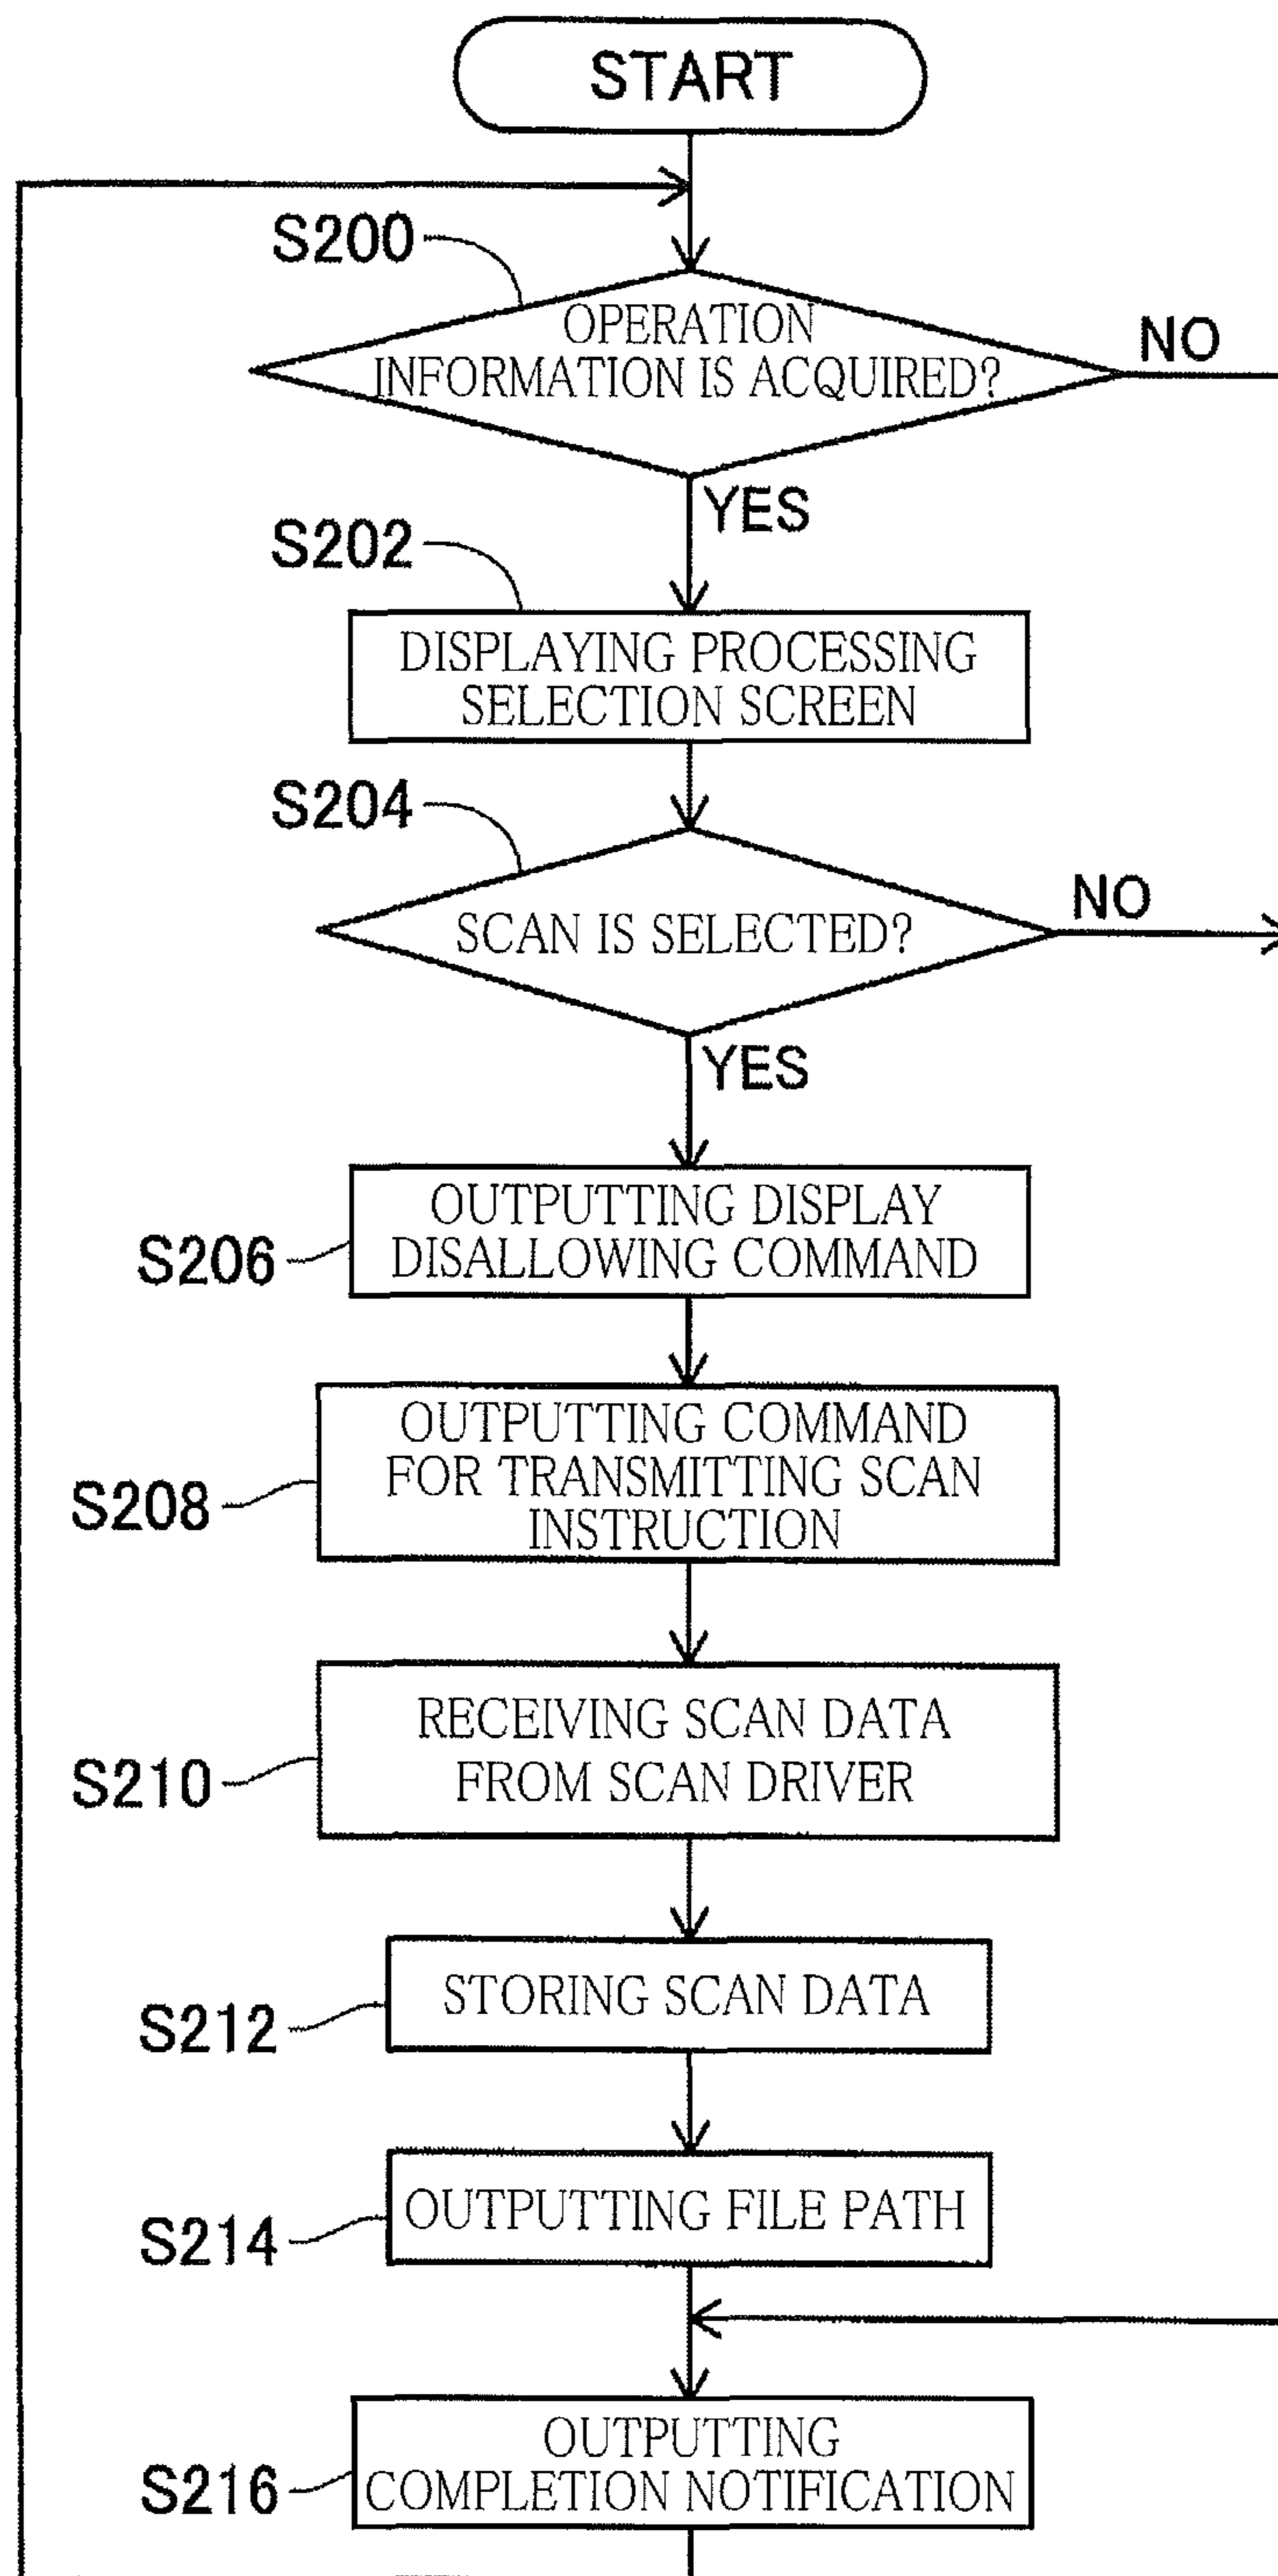 START
S200
OPERATION
INFORMATION IS ACQUIRED?
NO
YES
S202
DISPLAYING PROCESSING
SELECTION SCREEN
S204
SCAN IS SELECTED?
NO
YES
S206
OUTPUTTING DISPLAY
DISALLOWING COMMAND
S208
OUTPUTTING COMMAND
FOR TRANSMITTING SCAN
INSTRUCTION
S210
RECEIVING SCAN DATA
FROM SCAN DRIVER
S212
STORING SCAN DATA
S214
OUTPUTTING FILE PATH
S216
OUTPUTTING
COMPLETION NOTIFICATION